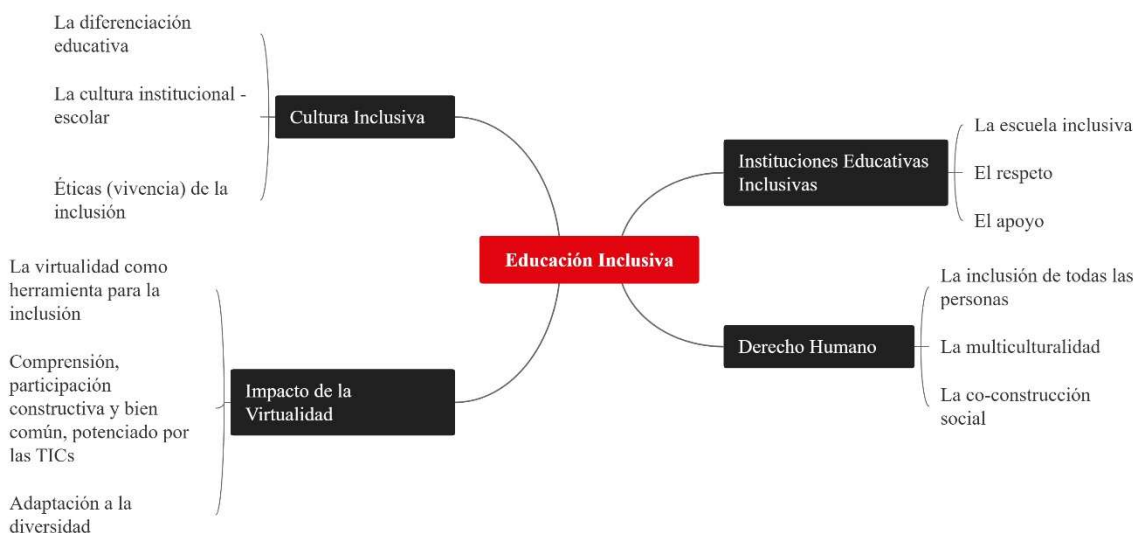 La diferenciación
educativa
La cultura institucional -
escolar
Éticas (vivencia) de la
inclusión
Cultura Inclusiva
La virtualidad como
herramienta para la
inclusión
Comprensión,
participación
constructiva y bien
común, potenciado por
las TICs
Adaptación a la
diversidad
Impacto de la
Virtualidad
Educación Inclusiva
Instituciones Educativas
Inclusivas
La escuela inclusiva
El respeto
El apoyo
Derecho Humano
La inclusión de todas las
personas
La multiculturalidad
La co-construcción
social